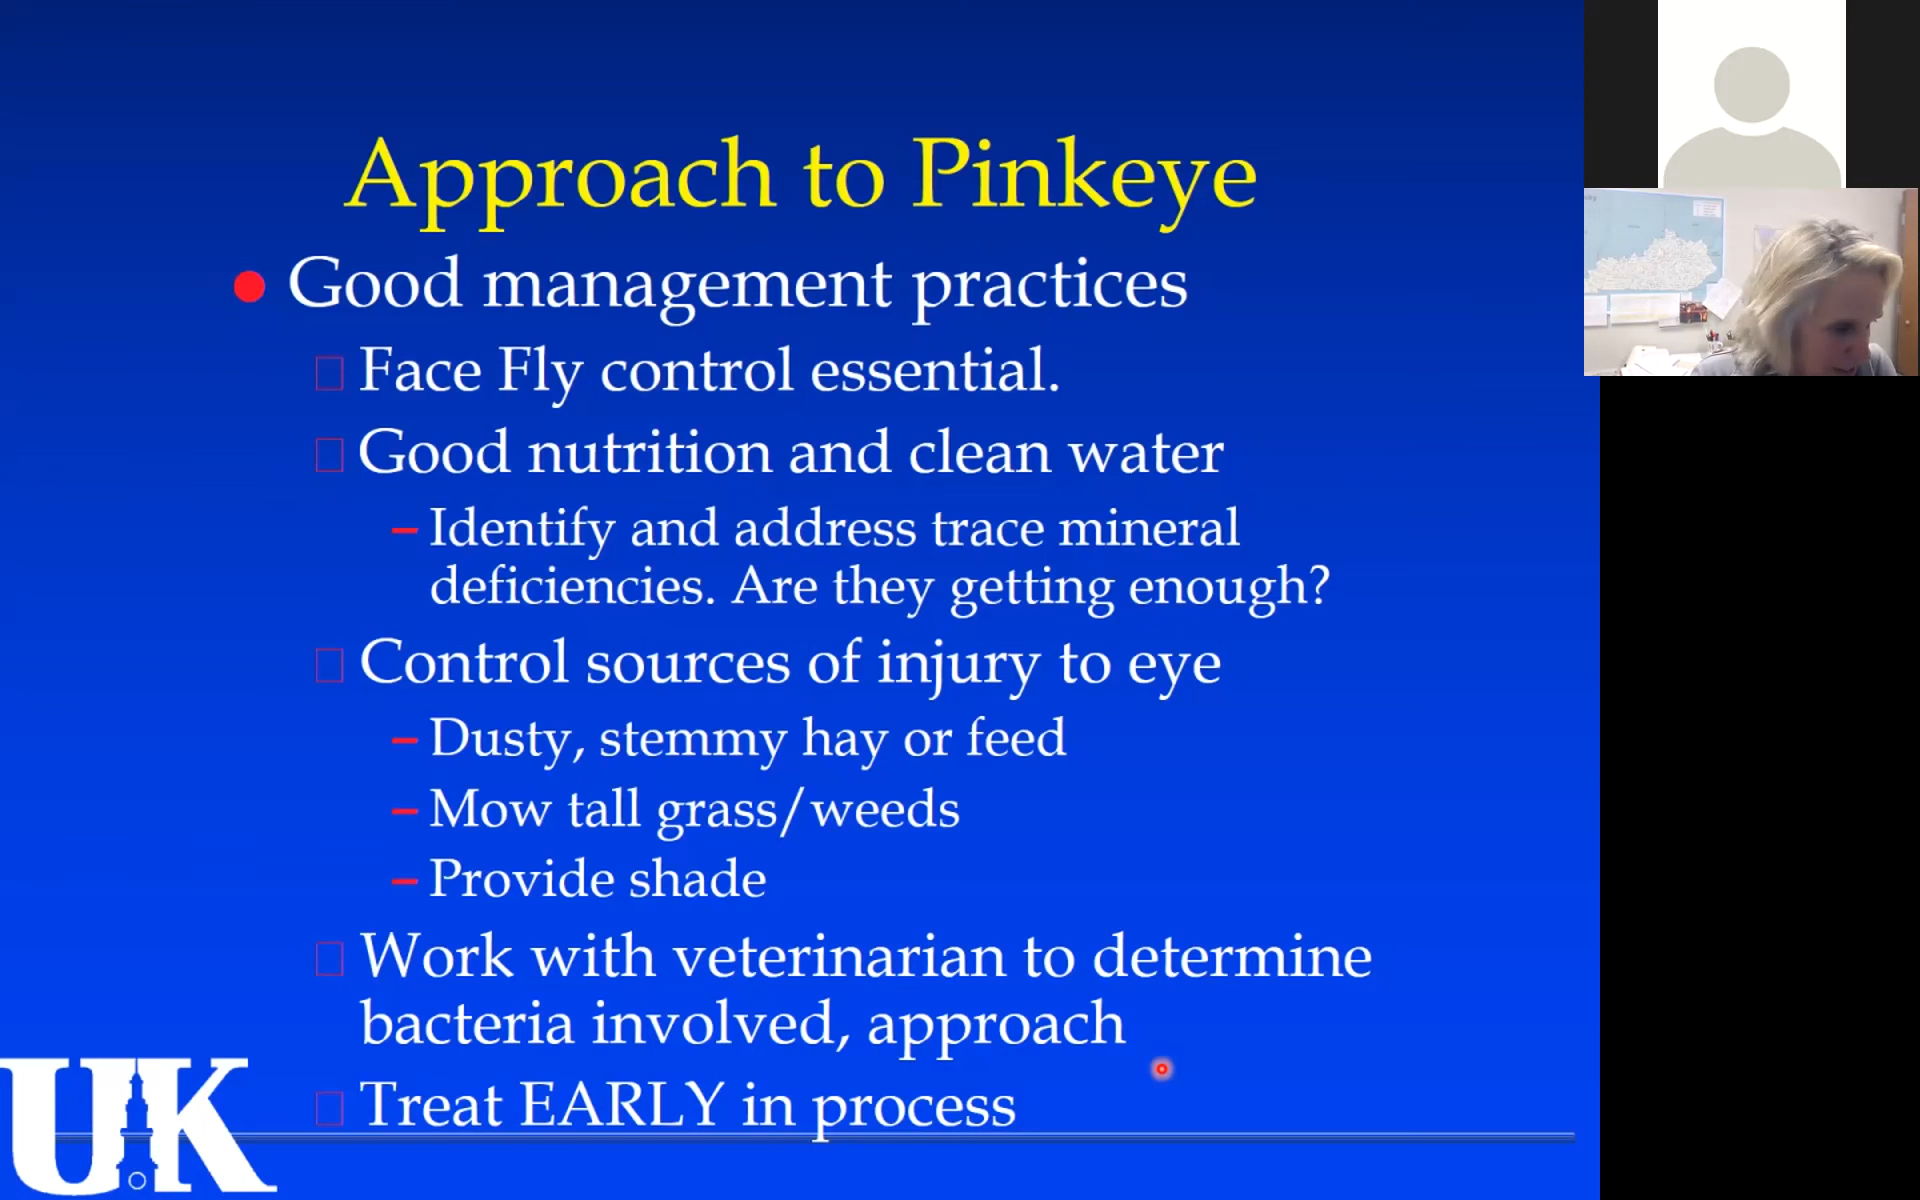 Approach to Pinkeye
Good management practices
Face Fly control essential.
Good nutrition and clean water
– Identify and address trace mineral
deficiencies. Are they getting enough?
Control sources of injury to eye
– Dusty, stemmy hay or feed
– Mow tall grass/weeds
– Provide shade
Work with veterinarian to determine
bacteria involved, approach
Treat EARLY in process
UK